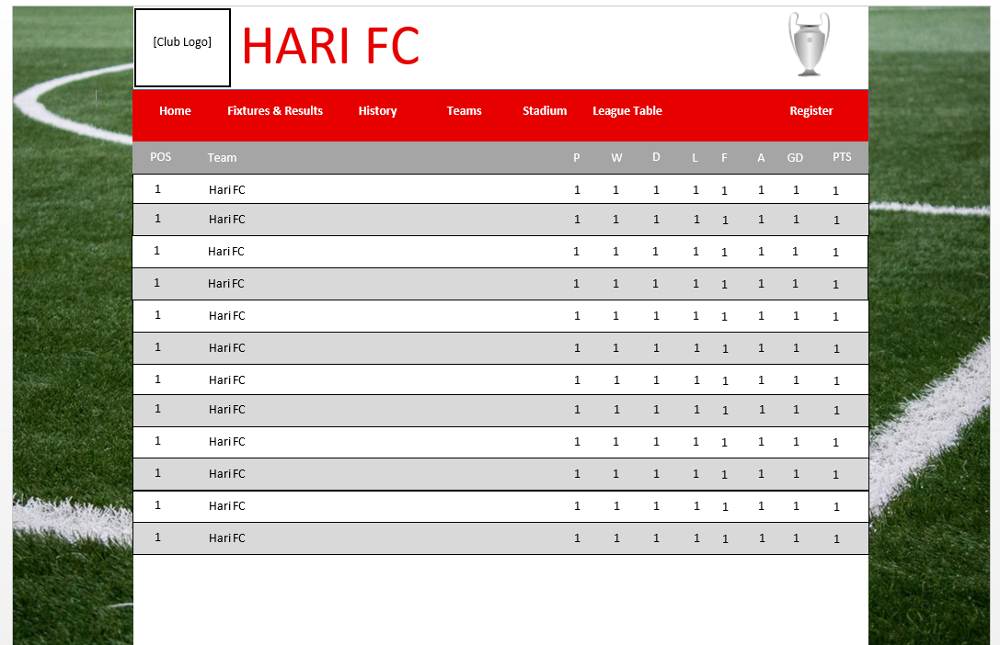 [Club Logo]
HARI FC
Home Fixtures & Results History Teams Stadium League Table Register
POS Team P W D L F A GD PTS
1 Hari FC 1 1 1 1 1 1 1 1
1 Hari FC 1 1 1 1 1 1 1 1
1 Hari FC 1 1 1 1 1 1 1 1
1 Hari FC 1 1 1 1 1 1 1 1
1 Hari FC 1 1 1 1 1 1 1 1
1 Hari FC 1 1 1 1 1 1 1 1
1 Hari FC 1 1 1 1 1 1 1 1
1 Hari FC 1 1 1 1 1 1 1 1
1 Hari FC 1 1 1 1 1 1 1 1
1 Hari FC 1 1 1 1 1 1 1 1
1 Hari FC 1 1 1 1 1 1 1 1
1 Hari FC 1 1 1 1 1 1 1 1